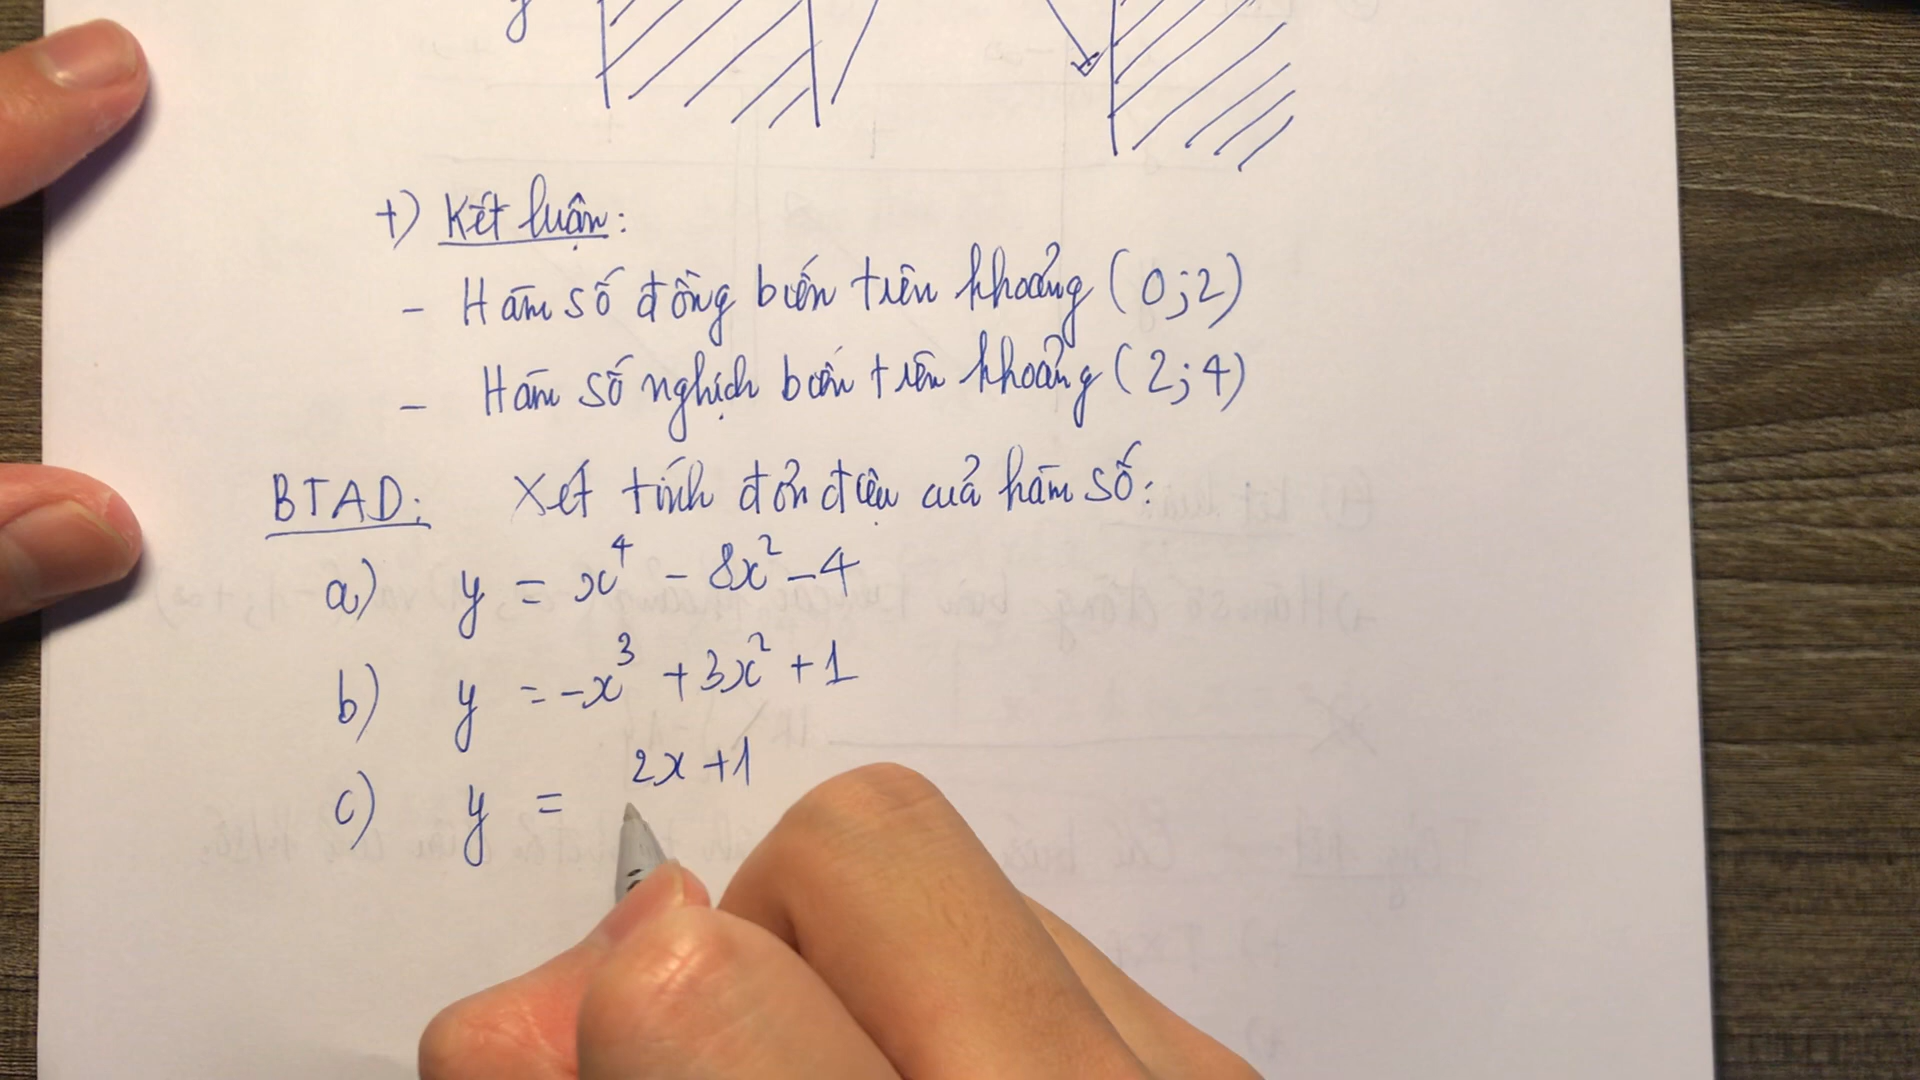 y
+) Kết luận:
- Hàm số đồng biến trên khoảng (0;2)
- Hàm số nghịch biến trên khoảng (2;4)
BTAD: Xét tính đơn điệu của hàm số:
a) y = x⁴ - 8x² - 4
b) y = -x³ + 3x² + 1
c) y = 2x + 1